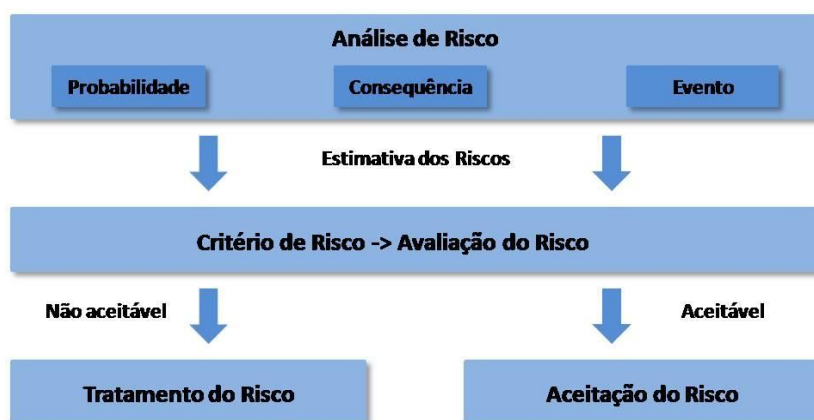 Análise de Risco
Probabilidade
Consequência
Evento
Estimativa dos Riscos
Critério de Risco -> Avaliação do Risco
Não aceitável
Aceitável
Tratamento do Risco
Aceitação do Risco